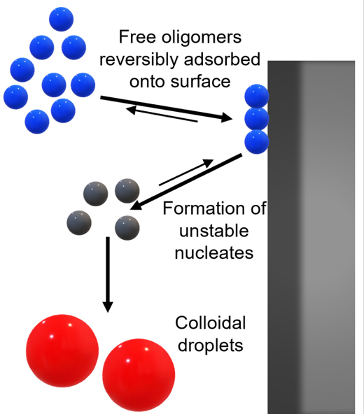 Free oligomers
reversibly adsorbed
onto surface
Formation of
unstable
nucleates
Colloidal
droplets